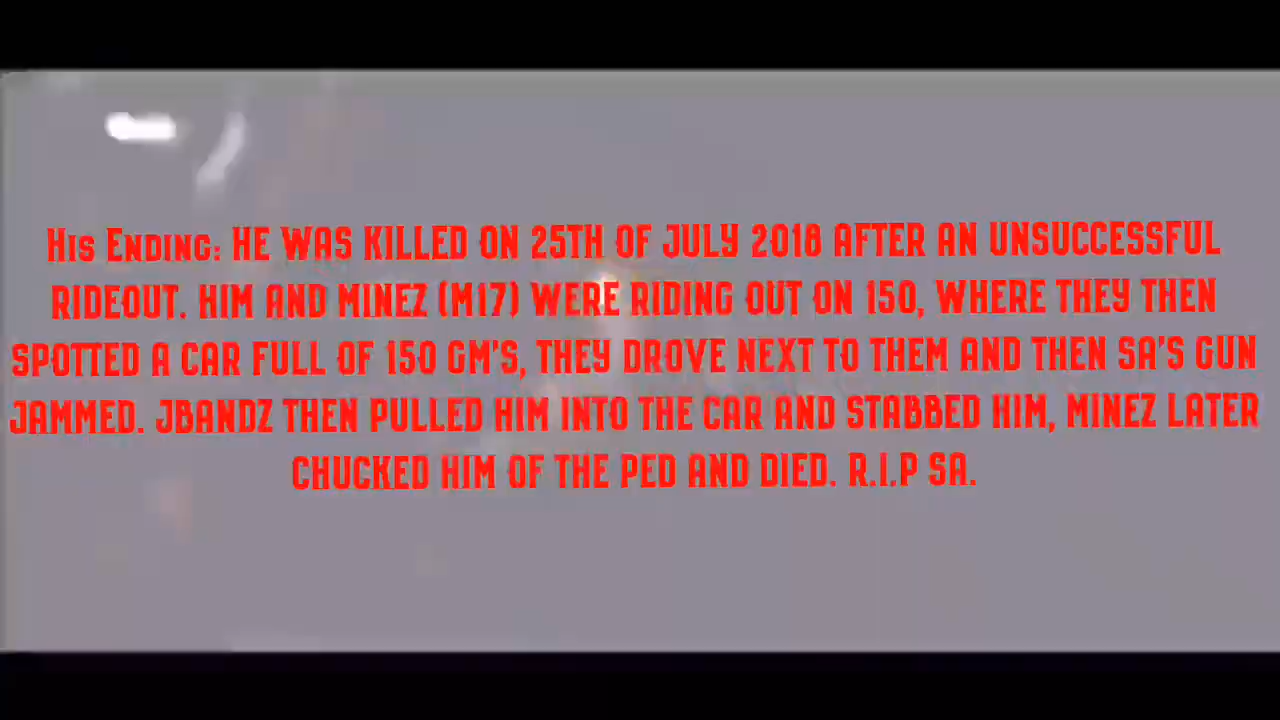 His Ending: HE WAS KILLED ON 25TH OF JULY 2018 AFTER AN UNSUCCESSFUL
RIDEOUT. HIM AND MINEZ (M17) WERE RIDING OUT ON 150, WHERE THEY THEN
SPOTTED A CAR FULL OF 150 GM'S, THEY DROVE NEXT TO THEM AND THEN SA'S GUN
JAMMED. JBANDZ THEN PULLED HIM INTO THE CAR AND STABBED HIM, MINEZ LATER
CHUCKED HIM OF THE PED AND DIED. R.I.P SA.